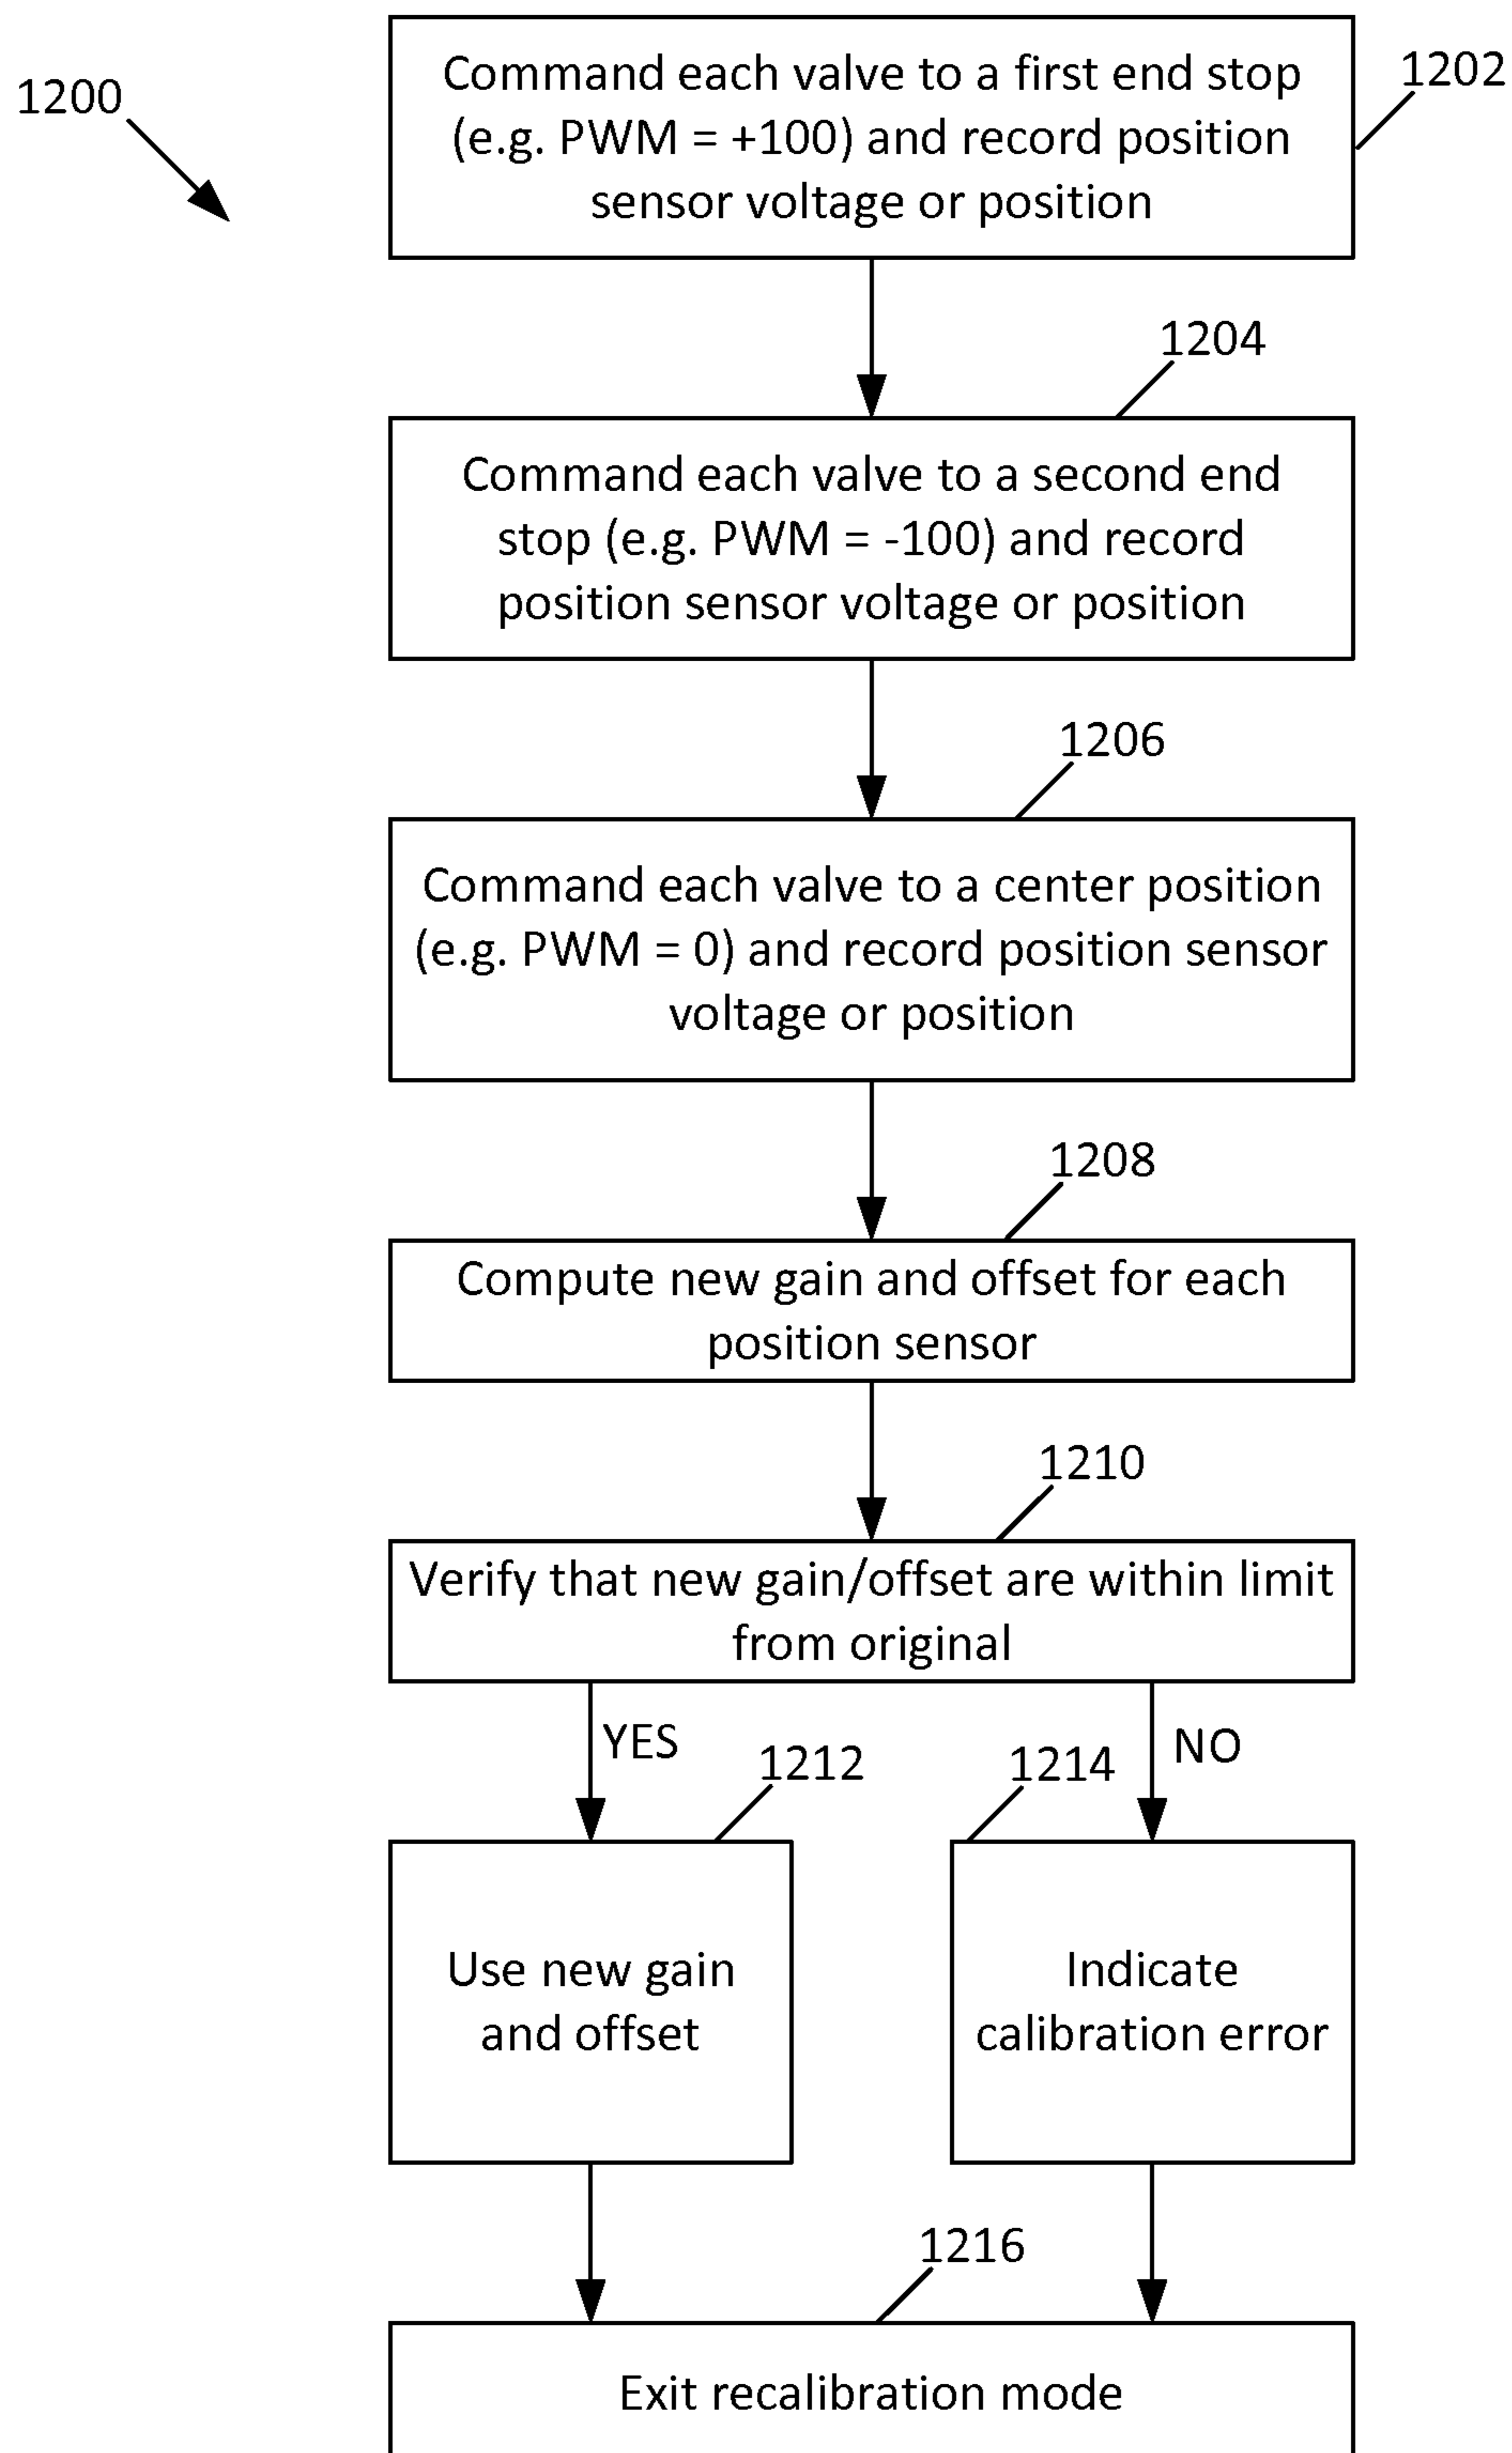 1200
Command each valve to a first end stop
(e.g. PWM = +100) and record position
sensor voltage or position
1202
1204
Command each valve to a second end
stop (e.g. PWM = -100) and record
position sensor voltage or position
1206
Command each valve to a center position
(e.g. PWM = 0) and record position sensor
voltage or position
1208
Compute new gain and offset for each
position sensor
1210
Verify that new gain/offset are within limit
from original
YES
NO
1212
1214
Use new gain
and offset
Indicate
calibration error
1216
Exit recalibration mode